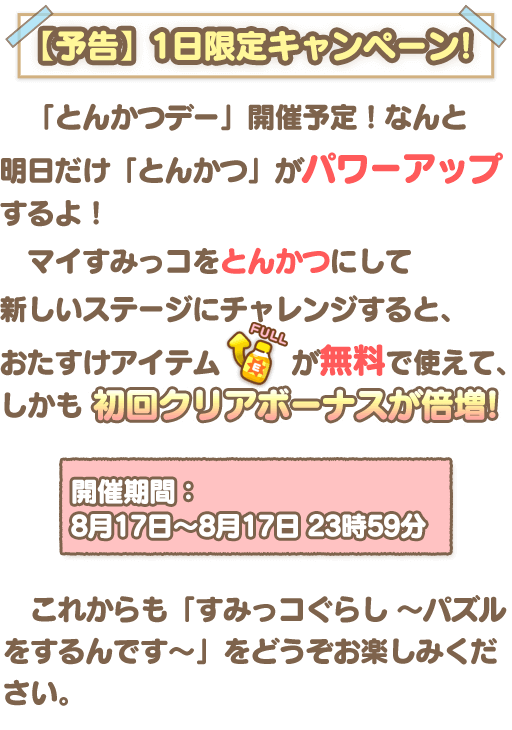 【予告】1日限定キャンペーン!
「とんかつデー」開催予定！なんと
明日だけ「とんかつ」がパワーアップ
するよ！
マイすみっコをとんかつにして
新しいステージにチャレンジすると、
FULL
おたすけアイテム E が無料で使えて、
しかも 初回クリアボーナスが倍増!
開催期間：
8月17日～8月17日 23時59分
これからも「すみっコぐらし ～パズル
をするんです～」をどうぞお楽しみくだ
さい。